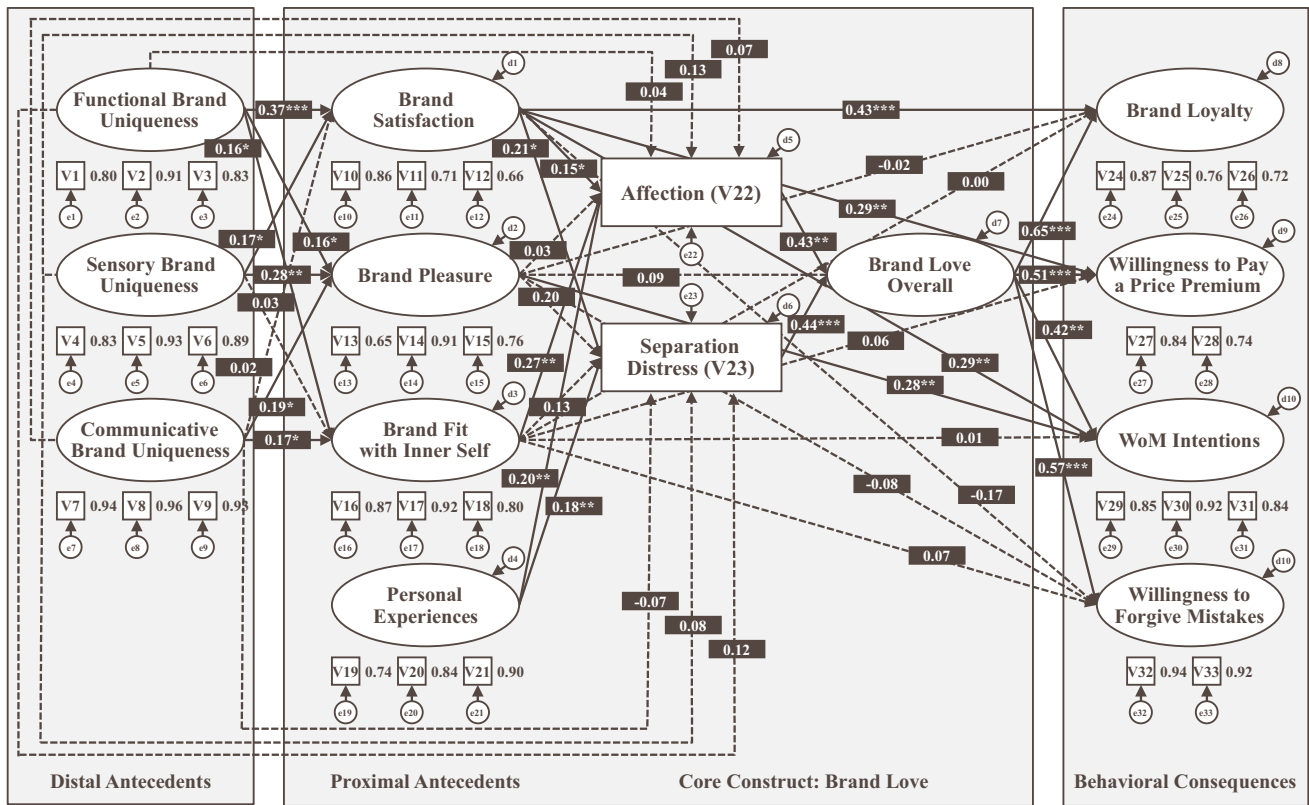 0.07
0.13
0.04
d1
d8
Functional Brand
Uniqueness
0.37***
Brand
Satisfaction
0.43***
Brand Loyalty
0.16*
0.21*
d5
-0.02
0.15*
V1 0.80 V2 0.91 V3 0.83
V10 0.86 V11 0.71 V12 0.66
Affection (V22)
0.00
V24 0.87 V25 0.76 V26 0.72
e1 e2 e3
e10 e11 e12
0.29**
e24 e25 e26
d2
d7
0.65***
d9
0.17*
0.16*
0.03
e22
0.43**
Sensory Brand
Uniqueness
0.28**
Brand Pleasure
0.09
Brand Love
Overall
0.51***
Willingness to Pay
a Price Premium
0.03
0.20
e23
d6
0.44***
0.42**
V4 0.83 V5 0.93 V6 0.89
V13 0.65 V14 0.91 V15 0.76
Separation
Distress (V23)
0.06
V27 0.84 V28 0.74
e4 e5 e6
0.02
e13 e14 e15
0.27**
0.29**
e27 e28
0.28**
d3
d10
0.19*
0.13
Communicative
Brand Uniqueness
0.17*
Brand Fit
with Inner Self
0.01
WoM Intentions
0.20**
0.57***
-0.08
-0.17
V7 0.94 V8 0.96 V9 0.93
V16 0.87 V17 0.92 V18 0.80
0.18**
V29 0.85 V30 0.92 V31 0.84
e7 e8 e9
e16 e17 e18
e29 e30 e31
0.07
d4
d10
Personal
Experiences
-0.07
Willingness to
Forgive Mistakes
0.08
0.12
V19 0.74 V20 0.84 V21 0.90
V32 0.94 V33 0.92
e19 e20 e21
e32 e33
Distal Antecedents
Proximal Antecedents
Core Construct: Brand Love
Behavioral Consequences